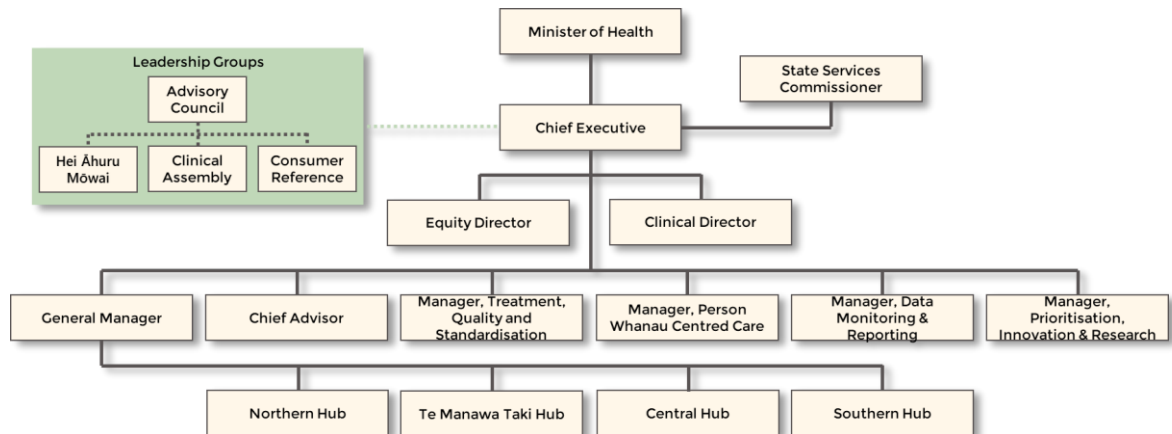 Minister of Health
Leadership Groups
Advisory
Council
Hei Āhuru
Mōwai
Clinical
Assembly
Consumer
Reference
State Services
Commissioner
Chief Executive
Equity Director
Clinical Director
General Manager
Chief Advisor
Manager, Treatment,
Quality and
Standardisation
Manager, Person
Whanau Centred Care
Manager, Data
Monitoring &
Reporting
Manager,
Prioritisation,
Innovation & Research
Northern Hub
Te Manawa Taki Hub
Central Hub
Southern Hub